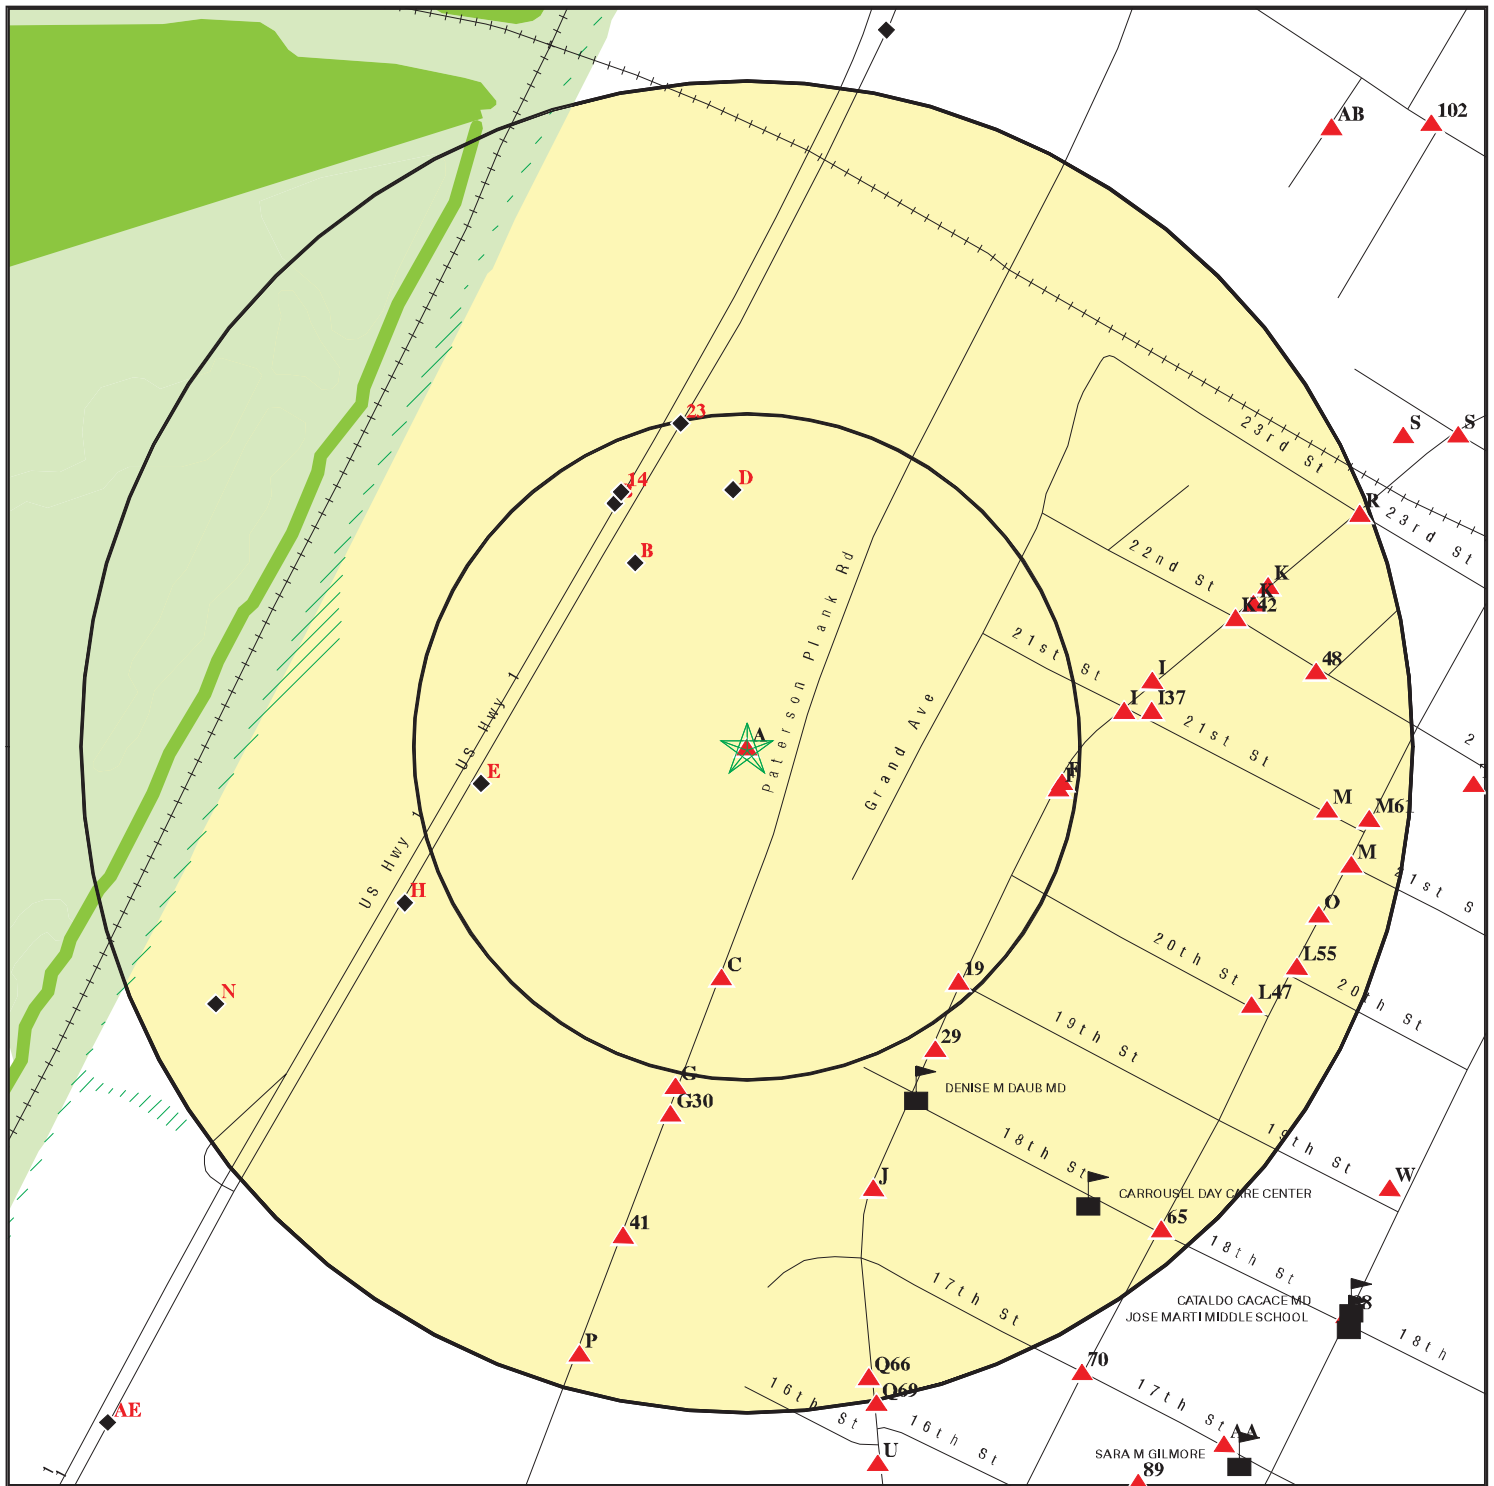 AB
102
23
S
S
23rd St
14
D
R
23rd St
B
22nd St
K
K
K42
21st St
48
I
I
I37
21st St
2
A
Paterson Plank Rd
Grand Ave
US Hwy 1
E
F
M
M61
US Hwy 1
M
H
21st S
O
20th St
L55
C
19
L47
20th St
N
19th St
29
G
G30
DENISE M DAUB MD
18th St
19th St
J
W
CARROUSEL DAY CARE CENTER
41
65
18th St
17th St
CATALDO CACACE MD
JOSE MARTI MIDDLE SCHOOL
18th
P
Q66
70
Q69
16th St
17th St
AE
16th St
AA
U
SARA M GILMORE
89
1
1